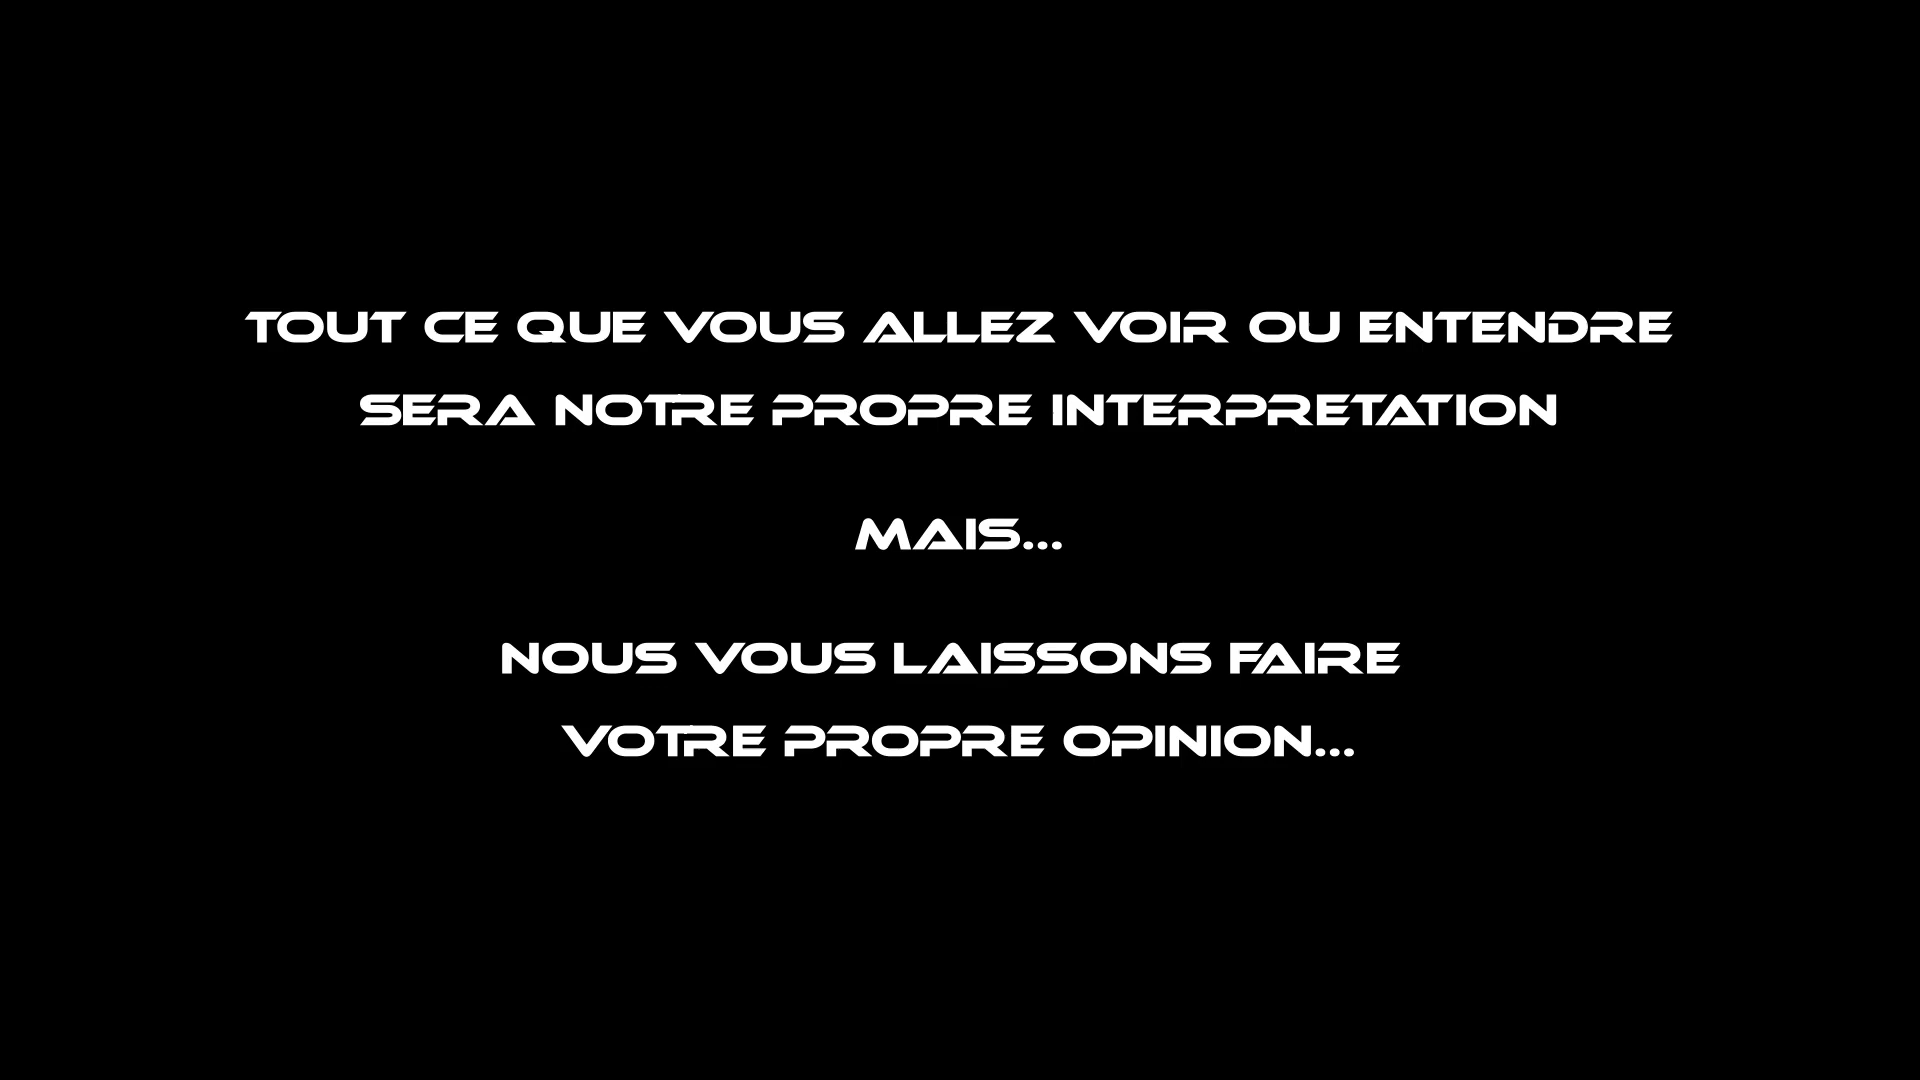 TOUT CE QUE VOUS ALLEZ VOIR OU ENTENDRE
SERA NOTRE PROPRE INTERPRETATION
MAIS...
NOUS VOUS LAISSONS FAIRE
VOTRE PROPRE OPINION...